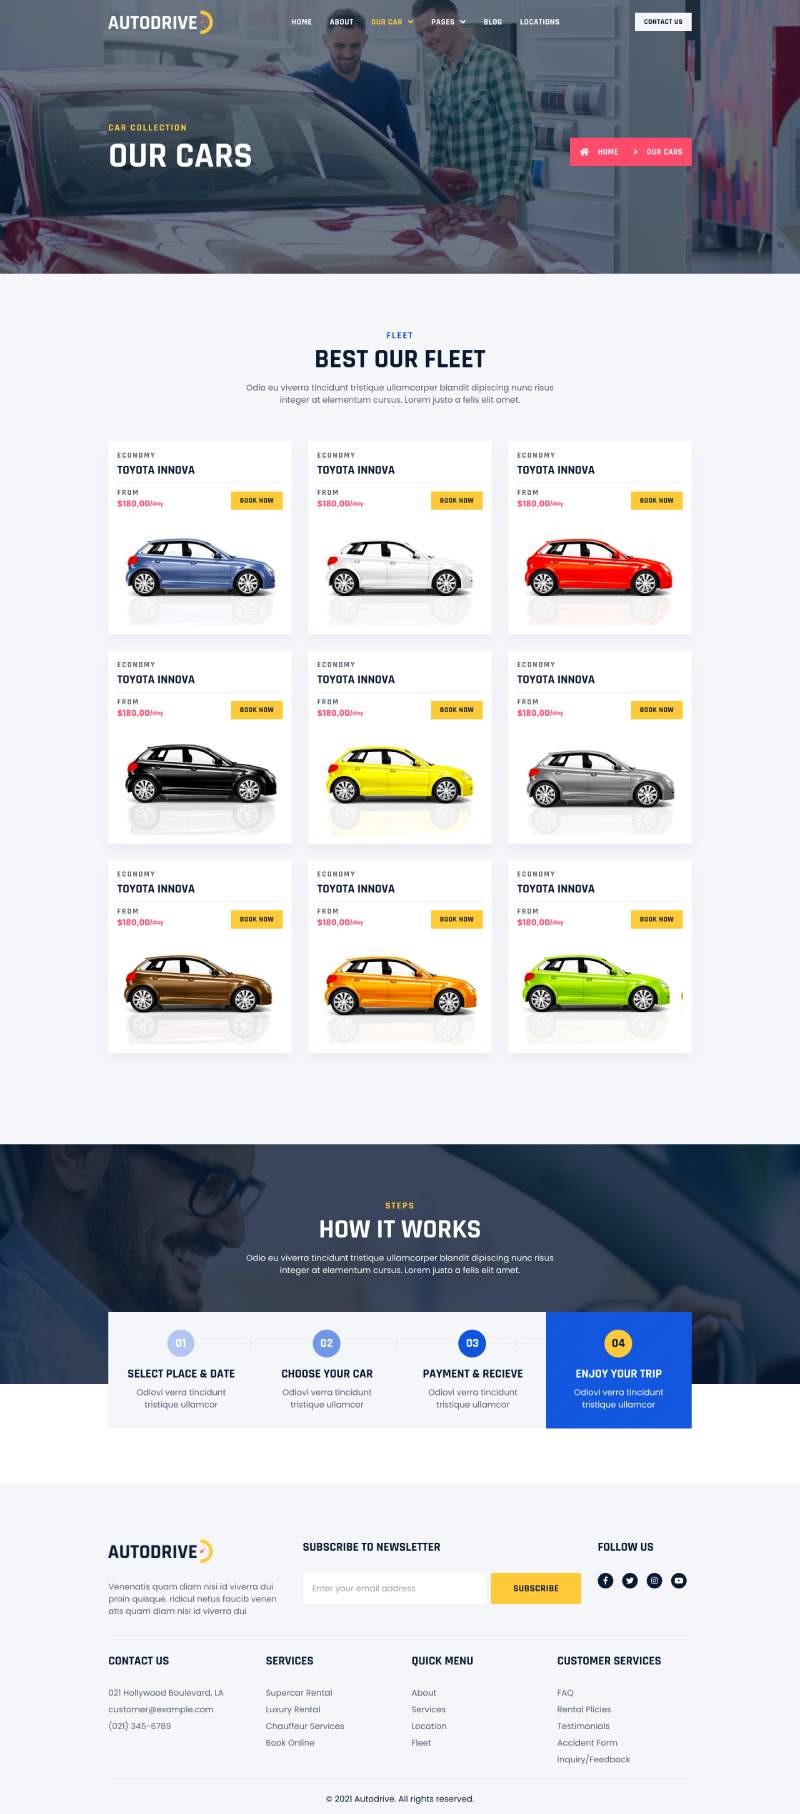 AUTODRIVE
HOME ABOUT OUR CAR PAGES BLOG LOCATIONS
CONTACT US
CAR COLLECTION
OUR CARS
HOME > OUR CARS
FLEET
BEST OUR FLEET
Odio eu viverra tincidunt tristique ullamcorper blandit dipiscing nunc risus
integer at elementum cursus. Lorem justo a felis elit amet.
ECONOMY
TOYOTA INNOVA
FROM
$180,00/day
BOOK NOW
ECONOMY
TOYOTA INNOVA
FROM
$180,00/day
BOOK NOW
ECONOMY
TOYOTA INNOVA
FROM
$180,00/day
BOOK NOW
ECONOMY
TOYOTA INNOVA
FROM
$180,00/day
BOOK NOW
ECONOMY
TOYOTA INNOVA
FROM
$180,00/day
BOOK NOW
ECONOMY
TOYOTA INNOVA
FROM
$180,00/day
BOOK NOW
ECONOMY
TOYOTA INNOVA
FROM
$180,00/day
BOOK NOW
ECONOMY
TOYOTA INNOVA
FROM
$180,00/day
BOOK NOW
ECONOMY
TOYOTA INNOVA
FROM
$180,00/day
BOOK NOW
STEPS
HOW IT WORKS
Odio eu viverra tincidunt tristique ullamcorper blandit dipiscing nunc risus
integer at elementum cursus. Lorem justo a felis elit amet.
01
SELECT PLACE & DATE
Odiovi verra tincidunt
tristique ullamcor
02
CHOOSE YOUR CAR
Odiovi verra tincidunt
tristique ullamcor
03
PAYMENT & RECIEVE
Odiovi verra tincidunt
tristique ullamcor
04
ENJOY YOUR TRIP
Odiovi verra tincidunt
tristique ullamcor
AUTODRIVE
Venenatis quam diam nisi id viverra dui
proin quisque. ridicul netus faucib venen
atis quam diam nisi id viverra dui
SUBSCRIBE TO NEWSLETTER
Enter your email address
SUBSCRIBE
FOLLOW US
CONTACT US
021 Hollywood Boulevard, LA
customer@example.com
(021) 345-6789
SERVICES
Supercar Rental
Luxury Rental
Chauffeur Services
Book Online
QUICK MENU
About
Services
Location
Fleet
CUSTOMER SERVICES
FAQ
Rental Plicies
Testimonials
Accident Form
Inquiry/Feedback
© 2021 Autodrive. All rights reserved.